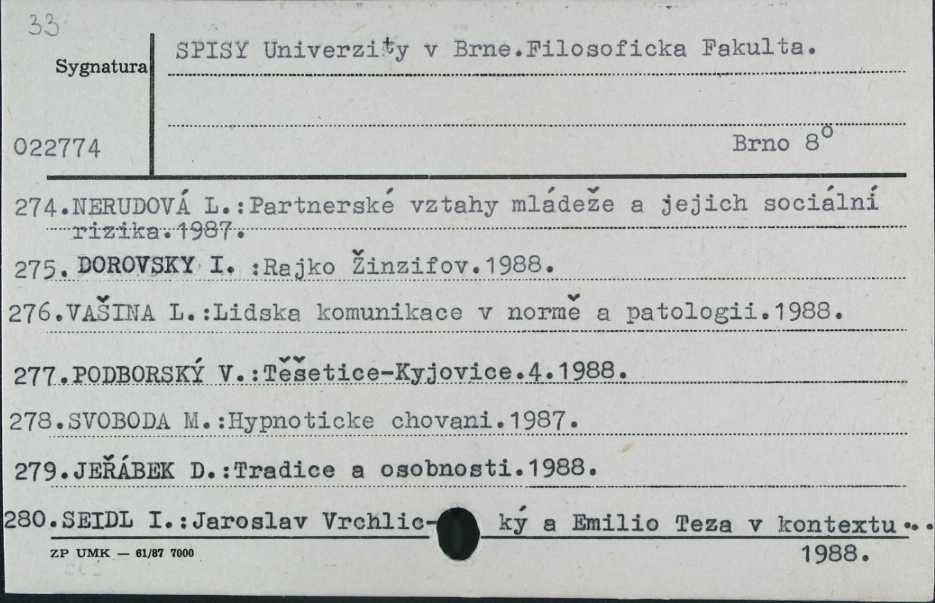 33
SPISY Univerzity v Brne.Filosoficka Fakulta.
Sygnatura
022774
Brno 8°
274.NERUDOVÁ L.:Partnerské vztahy mládeže a jejich sociální
rizika.1987.
275. DOROVSKY I. :Rajko Žinzifov.1988.
276.VAŠINA L.:Lidska komunikace v normě a patologii.1988.
277.PODBORSKÝ V.:Těšetice-Kyjovice.4.1988.
278.SVOBODA M.:Hypnoticke chovani.1987.
279.JEŘÁBEK D.:Tradice a osobnosti.1988.
280.SEIDL I.:Jaroslav Vrchlic- ký a Emilio Teza v kontextu...
1988.
ZP UMK — 61/87 7000